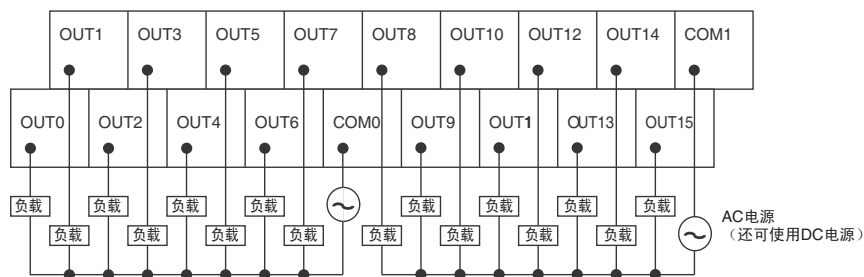 OUT1 OUT3 OUT5 OUT7 OUT8 OUT10 OUT12 OUT14 COM1
OUT0 OUT2 OUT4 OUT6 COM0 OUT9 OUT1 OUT13 OUT15
负载 负载 负载 负载 负载 负载 负载 负载
负载 负载 负载 负载 负载 负载 负载 负载
AC电源
（还可使用DC电源）